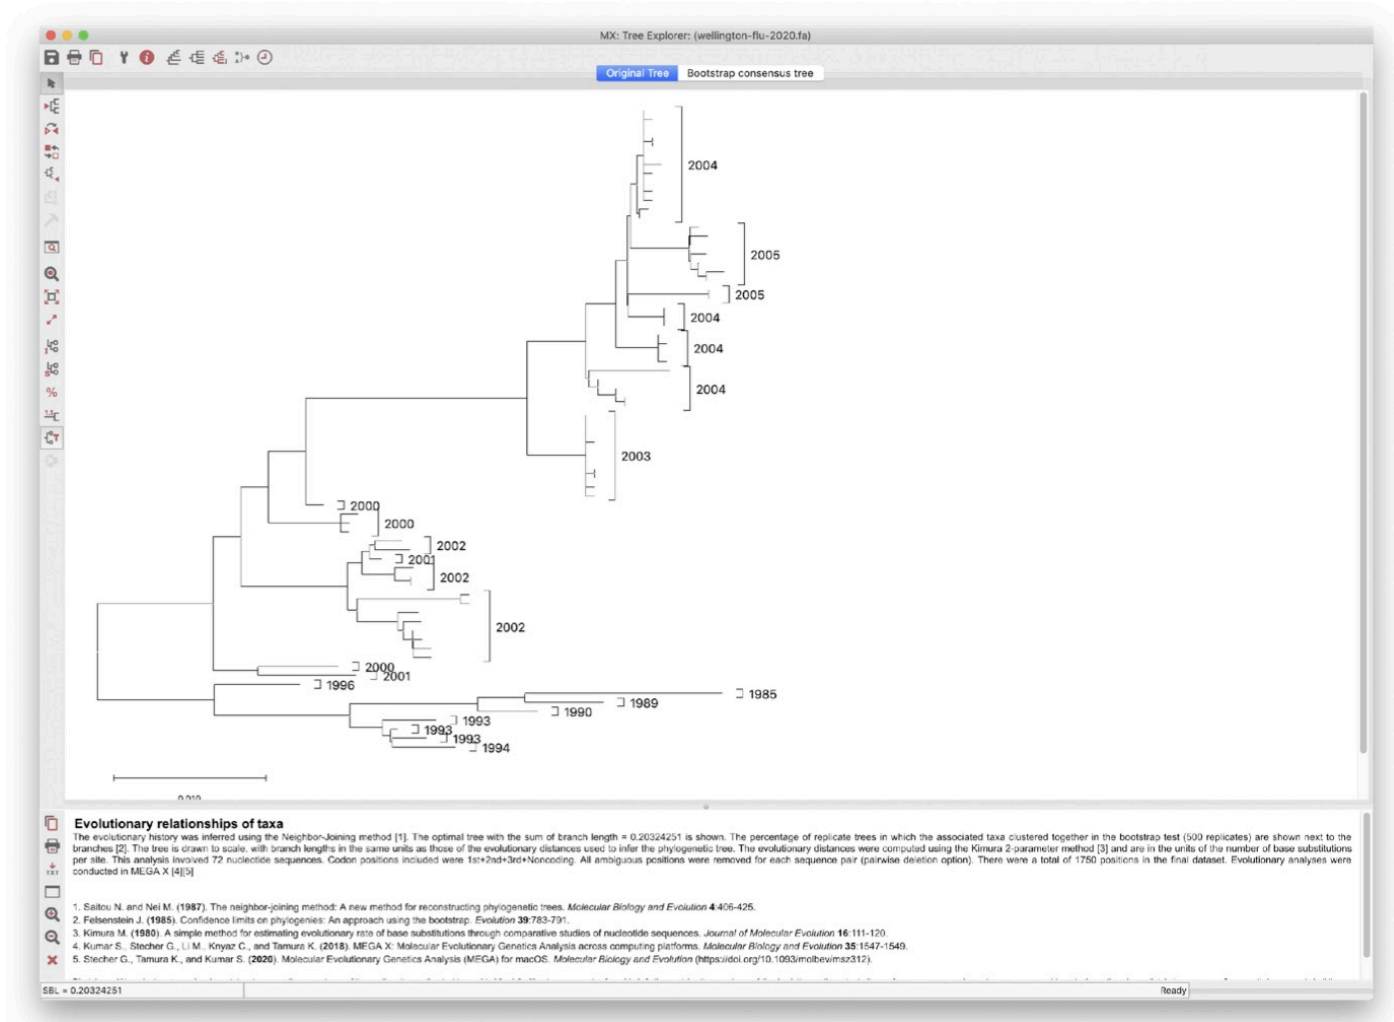 MX: Tree Explorer: (wellington-flu-2020.fa)
Original Tree
Bootstrap consensus tree
2004
2005
2005
2004
2004
2004
2003
2000
2000
2002
2001
2002
2002
2000
2001
1996
1985
1989
1990
1993
1993
1993
1994
%
TXT
Evolutionary relationships of taxa
The evolutionary history was inferred using the Neighbor-Joining method [1]. The optimal tree with the sum of branch length = 0.20324251 is shown. The percentage of replicate trees in which the associated taxa clustered together in the bootstrap test (500 replicates) are shown next to the
branches [2]. The tree is drawn to scale, with branch lengths in the same units as those of the evolutionary distances used to infer the phylogenetic tree. The evolutionary distances were computed using the Kimura 2-parameter method [3] and are in the units of the number of base substitutions
per site. This analysis involved 72 nucleotide sequences. Codon positions included were 1st+2nd+3rd+Noncoding. All ambiguous positions were removed for each sequence pair (pairwise deletion option). There were a total of 1750 positions in the final dataset. Evolutionary analyses were
conducted in MEGA X [4][5]
1. Saitou N. and Nei M. (1987). The neighbor-joining method: A new method for reconstructing phylogenetic trees. Molecular Biology and Evolution 4:406-425.
2. Felsenstein J. (1985). Confidence limits on phylogenies: An approach using the bootstrap. Evolution 39:783-791.
3. Kimura M. (1980). A simple method for estimating evolutionary rate of base substitutions through comparative studies of nucleotide sequences. Journal of Molecular Evolution 16:111-120.
4. Kumar S., Stecher G., Li M., Knyaz C., and Tamura K. (2018). MEGA X: Molecular Evolutionary Genetics Analysis across computing platforms. Molecular Biology and Evolution 35:1547-1549.
5. Stecher G., Tamura K., and Kumar S. (2020). Molecular Evolutionary Genetics Analysis (MEGA) for macOS. Molecular Biology and Evolution (https://doi.org/10.1093/molbev/msz312).
SBL = 0.20324251
Ready